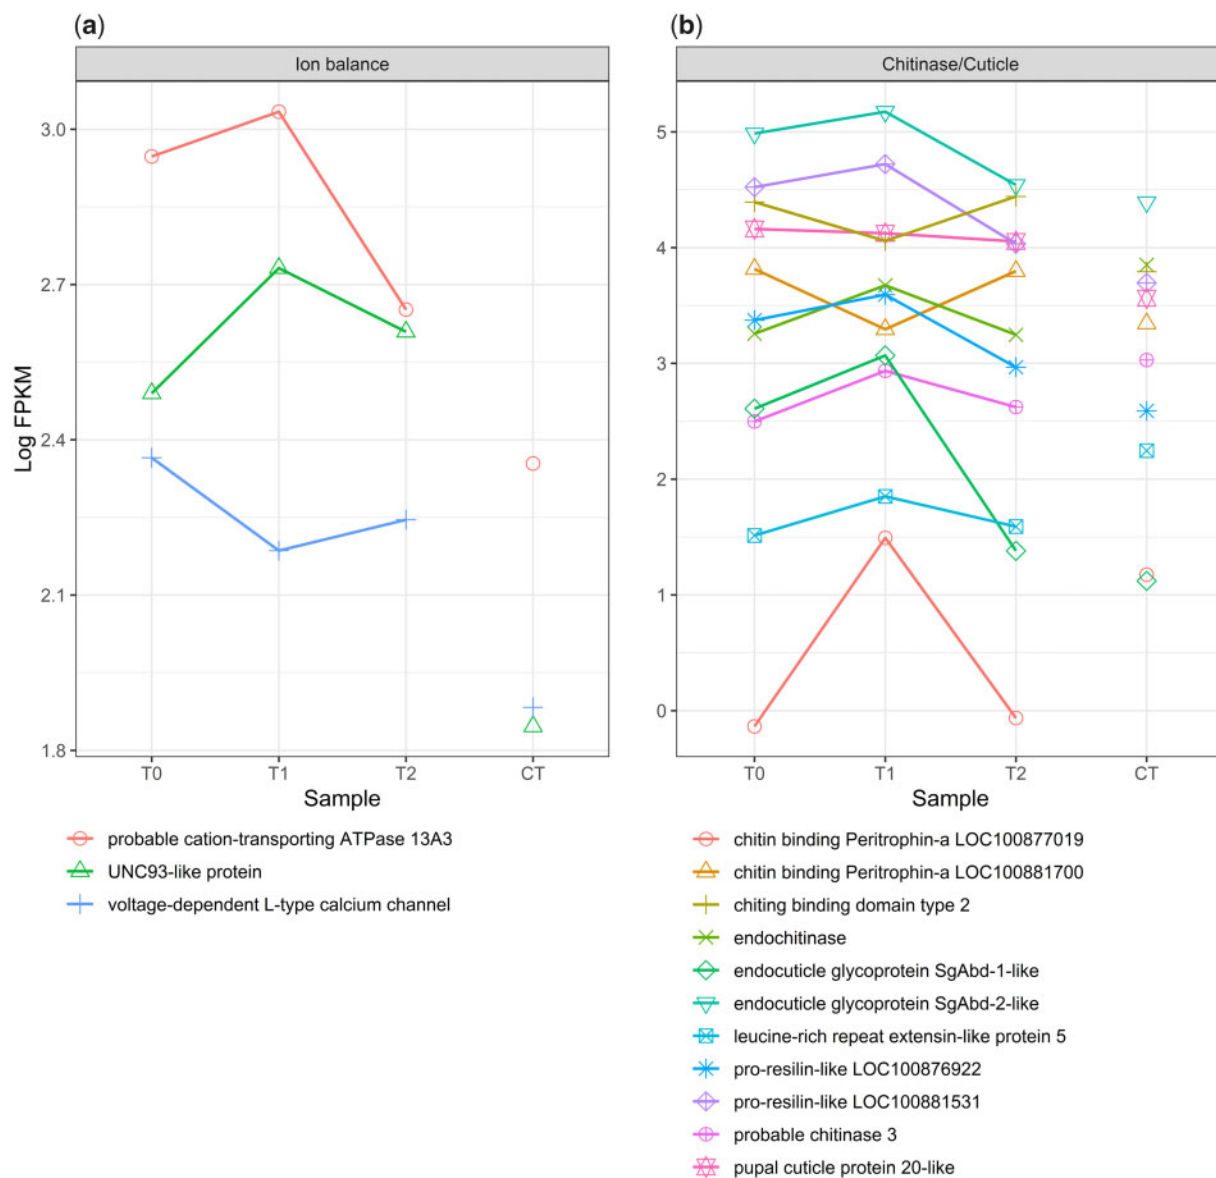 (a)
(b)
Ion balance
Chitinase/Cuticle
Log FPKM
3.0
2.7
2.4
2.1
1.8
5
4
3
2
1
0
T0 T1 T2 CT
T0 T1 T2 CT
Sample
Sample
probable cation-transporting ATPase 13A3
UNC93-like protein
voltage-dependent L-type calcium channel
chitin binding Peritrophin-a LOC100877019
chitin binding Peritrophin-a LOC100881700
chiting binding domain type 2
endochitinase
endocuticle glycoprotein SgAbd-1-like
endocuticle glycoprotein SgAbd-2-like
leucine-rich repeat extensin-like protein 5
pro-resilin-like LOC100876922
pro-resilin-like LOC100881531
probable chitinase 3
pupal cuticle protein 20-like